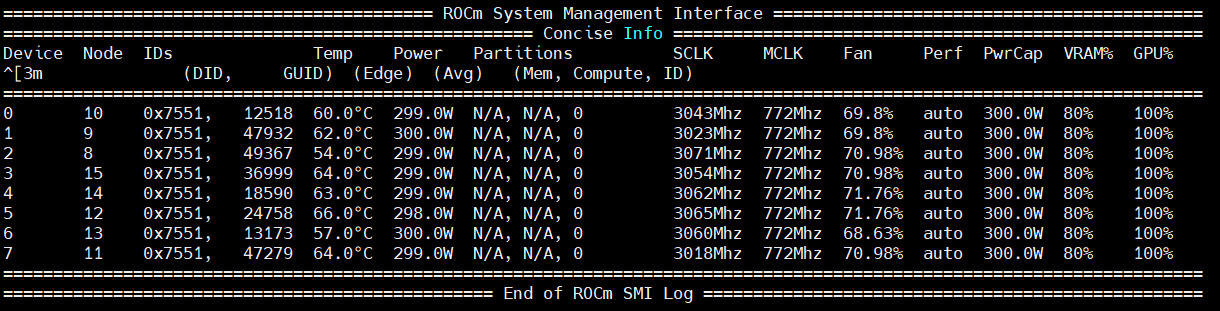 =========================================== ROCm System Management Interface ===========================================
===================================================== Concise Info =====================================================
Device  Node  IDs              Temp    Power   Partitions          SCLK     MCLK    Fan     Perf  PwrCap  VRAM%  GPU%
^[3m              (DID,     GUID)  (Edge)  (Avg)   (Mem, Compute, ID)
========================================================================================================================
0       10    0x7551,   12518  60.0°C  299.0W  N/A, N/A, 0         3043Mhz  772Mhz  69.8%   auto  300.0W  80%    100%
1       9     0x7551,   47932  62.0°C  300.0W  N/A, N/A, 0         3023Mhz  772Mhz  69.8%   auto  300.0W  80%    100%
2       8     0x7551,   49367  54.0°C  299.0W  N/A, N/A, 0         3071Mhz  772Mhz  70.98%  auto  300.0W  80%    100%
3       15    0x7551,   36999  64.0°C  299.0W  N/A, N/A, 0         3054Mhz  772Mhz  70.98%  auto  300.0W  80%    100%
4       14    0x7551,   18590  63.0°C  299.0W  N/A, N/A, 0         3062Mhz  772Mhz  71.76%  auto  300.0W  80%    100%
5       12    0x7551,   24758  66.0°C  298.0W  N/A, N/A, 0         3065Mhz  772Mhz  71.76%  auto  300.0W  80%    100%
6       13    0x7551,   13173  57.0°C  300.0W  N/A, N/A, 0         3060Mhz  772Mhz  68.63%  auto  300.0W  80%    100%
7       11    0x7551,   47279  64.0°C  299.0W  N/A, N/A, 0         3018Mhz  772Mhz  70.98%  auto  300.0W  80%    100%
========================================================================================================================
================================================= End of ROCm SMI Log ==================================================